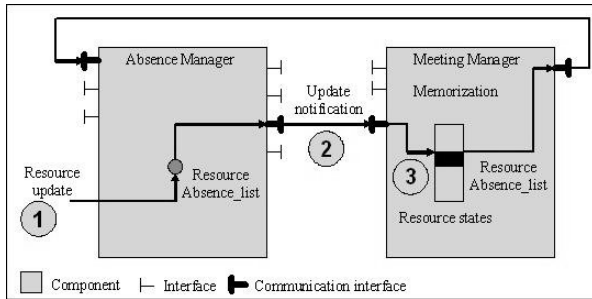 Absence Manager
Meeting Manager
Memorization
Update
notification
2
3
Resource
update
1
Resource
Absence_list
Resource
Absence_list
Resource states
Component
Interface
Communication interface